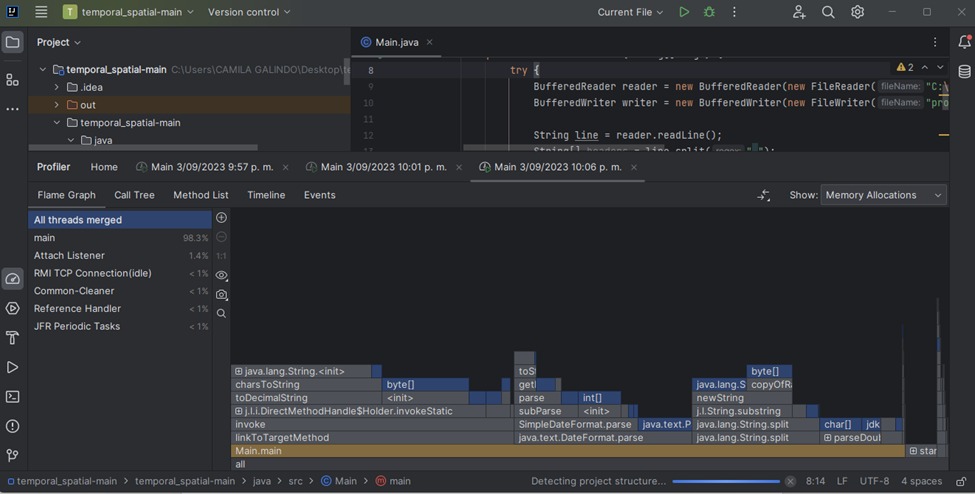 temporal_spatial-main Version control Current File
Project
Main.java
temporal_spatial-main C:\Users\CAMILA GALINDO\Desktop\te
.idea
out
temporal_spatial-main
java
8 try {
2
9 BufferedReader reader = new BufferedReader(new FileReader( fileName: "C:\
10 BufferedWriter writer = new BufferedWriter(new FileWriter( fileName: "pro
11
12 String line = reader.readLine();
Profiler Home Main 3/09/2023 9:57 p. m. Main 3/09/2023 10:01 p. m. Main 3/09/2023 10:06 p. m.
Flame Graph Call Tree Method List Timeline Events Show: Memory Allocations
All threads merged
main 98.3%
Attach Listener 1.4%
RMI TCP Connection(idle) < 1%
Common-Cleaner < 1%
Reference Handler < 1%
JFR Periodic Tasks < 1%
1:1
toS
java.lang.String.<init> byte[]
charsToString byte[] getI java.lang.S copyOfRa
toDecimalString <init> parse int[] newString
j.l.i.DirectMethodHandle$Holder.invokeStatic subParse <init> j.l.String.substring
invoke SimpleDateFormat.parse java.text.P java.lang.String.split char[] jdk
linkToTargetMethod java.text.DateFormat.parse java.lang.String.split parseDoul
Main.main star
all
temporal_spatial-main temporal_spatial-main java src Main main Detecting project structure... 8:14 LF UTF-8 4 spaces